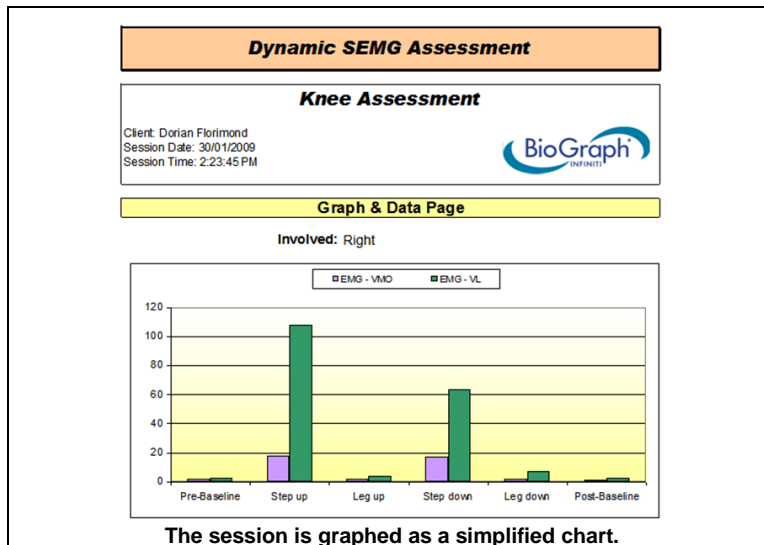 Dynamic SEMG Assessment
Knee Assessment
Client: Dorian Florimond
Session Date: 30/01/2009
Session Time: 2:23:45 PM
BioGraph
INFINITI
Graph & Data Page
Involved: Right
EMG - VMO EMG - VL
120
100
80
60
40
20
0
Pre-Baseline Step up Leg up Step down Leg down Post-Baseline
The session is graphed as a simplified chart.